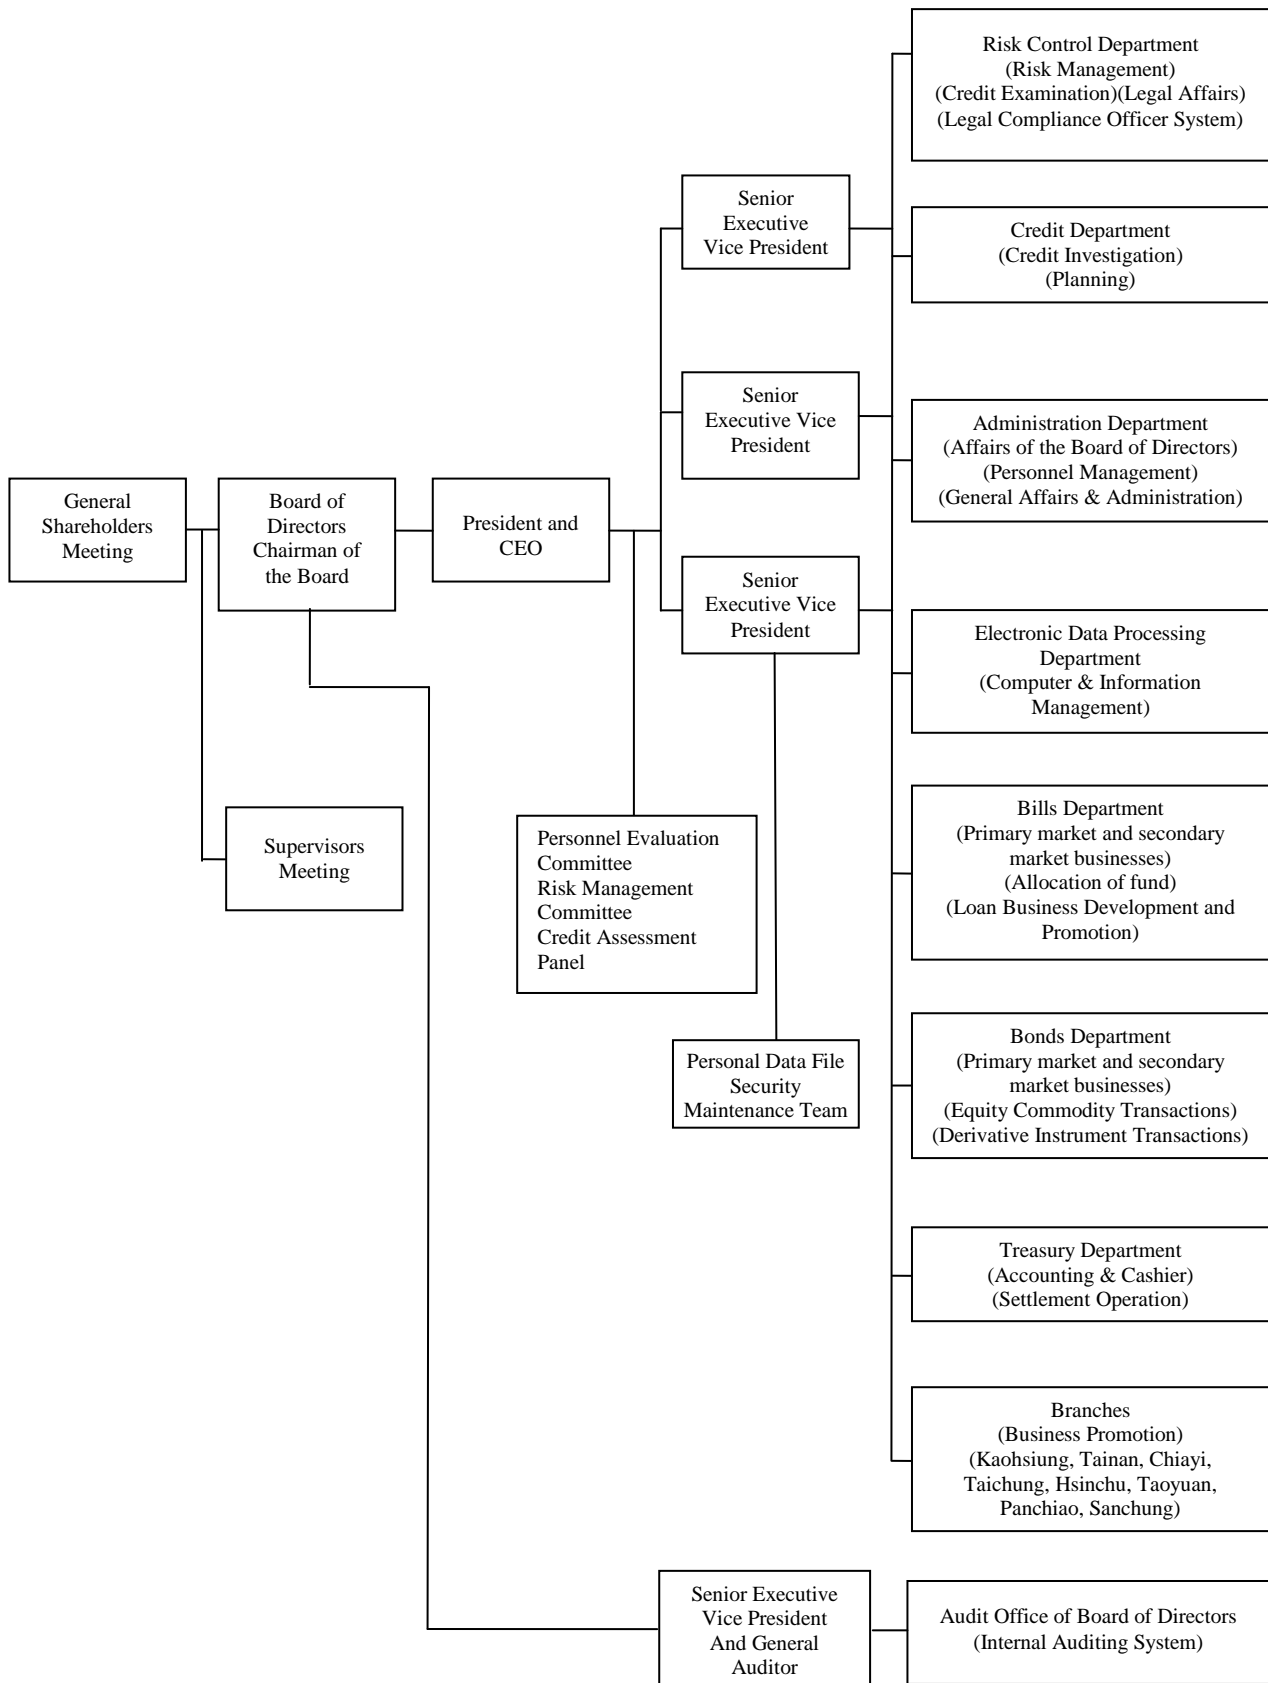 Risk Control Department
(Risk Management)
(Credit Examination)(Legal Affairs)
(Legal Compliance Officer System)
Senior
Executive
Vice President
Credit Department
(Credit Investigation)
(Planning)
Senior
Executive Vice
President
Administration Department
(Affairs of the Board of Directors)
(Personnel Management)
(General Affairs & Administration)
General
Shareholders
Meeting
Board of
Directors
Chairman of
the Board
President and
CEO
Senior
Executive Vice
President
Electronic Data Processing
Department
(Computer & Information
Management)
Supervisors
Meeting
Personnel Evaluation
Committee
Risk Management
Committee
Credit Assessment
Panel
Bills Department
(Primary market and secondary
market businesses)
(Allocation of fund)
(Loan Business Development and
Promotion)
Personal Data File
Security
Maintenance Team
Bonds Department
(Primary market and secondary
market businesses)
(Equity Commodity Transactions)
(Derivative Instrument Transactions)
Treasury Department
(Accounting & Cashier)
(Settlement Operation)
Branches
(Business Promotion)
(Kaohsiung, Tainan, Chiayi,
Taichung, Hsinchu, Taoyuan,
Panchiao, Sanchung)
Senior Executive
Vice President
And General
Auditor
Audit Office of Board of Directors
(Internal Auditing System)